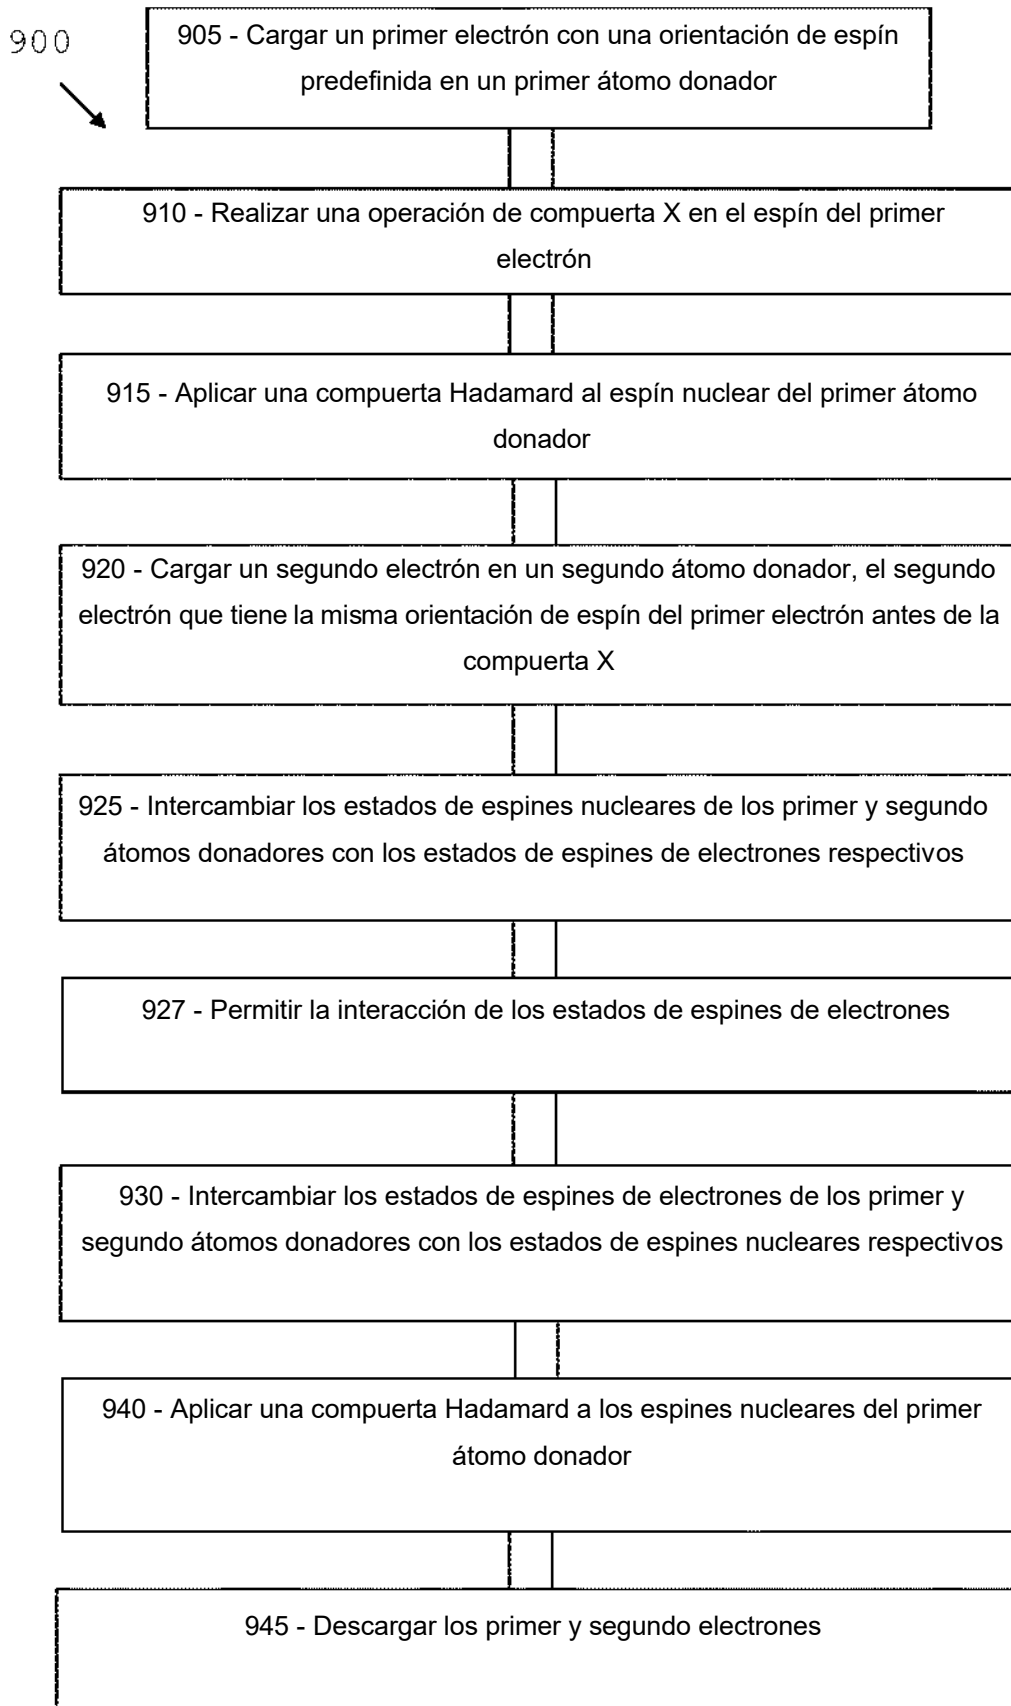 900
905 - Cargar un primer electrón con una orientación de espín
predefinida en un primer átomo donador
910 - Realizar una operación de compuerta X en el espín del primer
electrón
915 - Aplicar una compuerta Hadamard al espín nuclear del primer átomo
donador
920 - Cargar un segundo electrón en un segundo átomo donador, el segundo
electrón que tiene la misma orientación de espín del primer electrón antes de la
compuerta X
925 - Intercambiar los estados de espines nucleares de los primer y segundo
átomos donadores con los estados de espines de electrones respectivos
927 - Permitir la interacción de los estados de espines de electrones
930 - Intercambiar los estados de espines de electrones de los primer y
segundo átomos donadores con los estados de espines nucleares respectivos
940 - Aplicar una compuerta Hadamard a los espines nucleares del primer
átomo donador
945 - Descargar los primer y segundo electrones